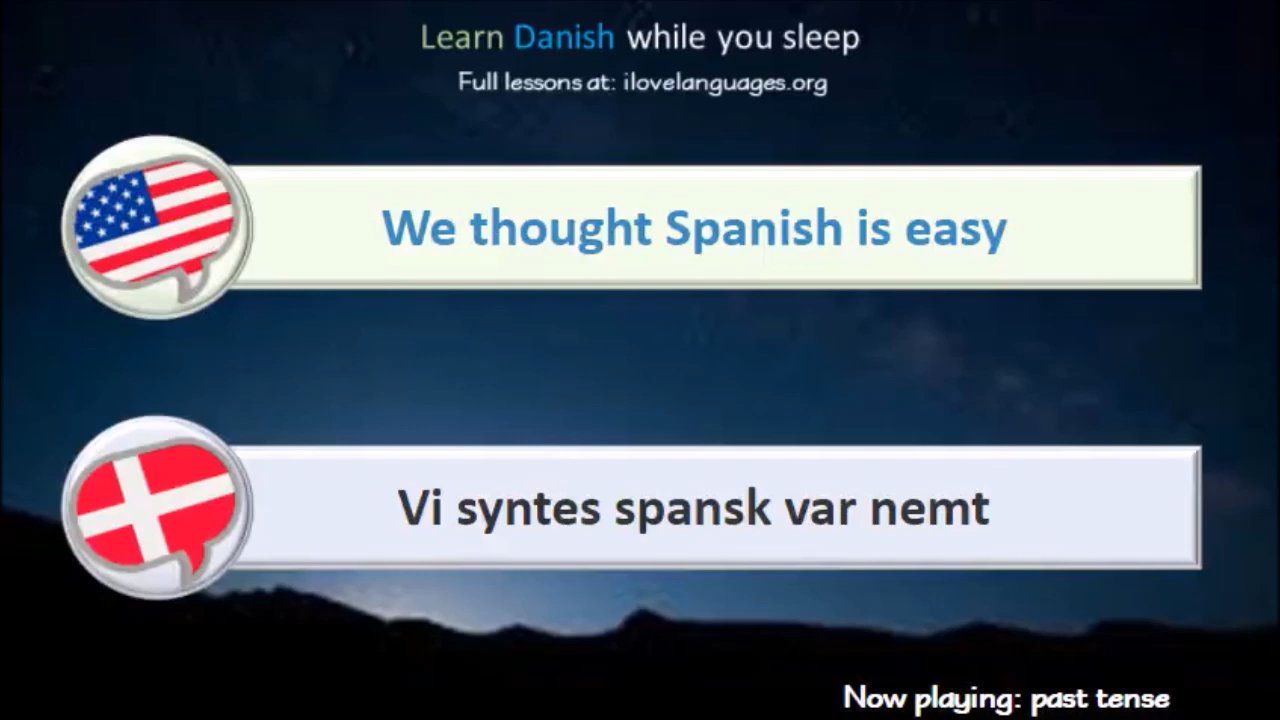 Learn Danish while you sleep
Full lessons at: ilovelanguages.org
We thought Spanish is easy
Vi syntes spansk var nemt
Now playing: past tense